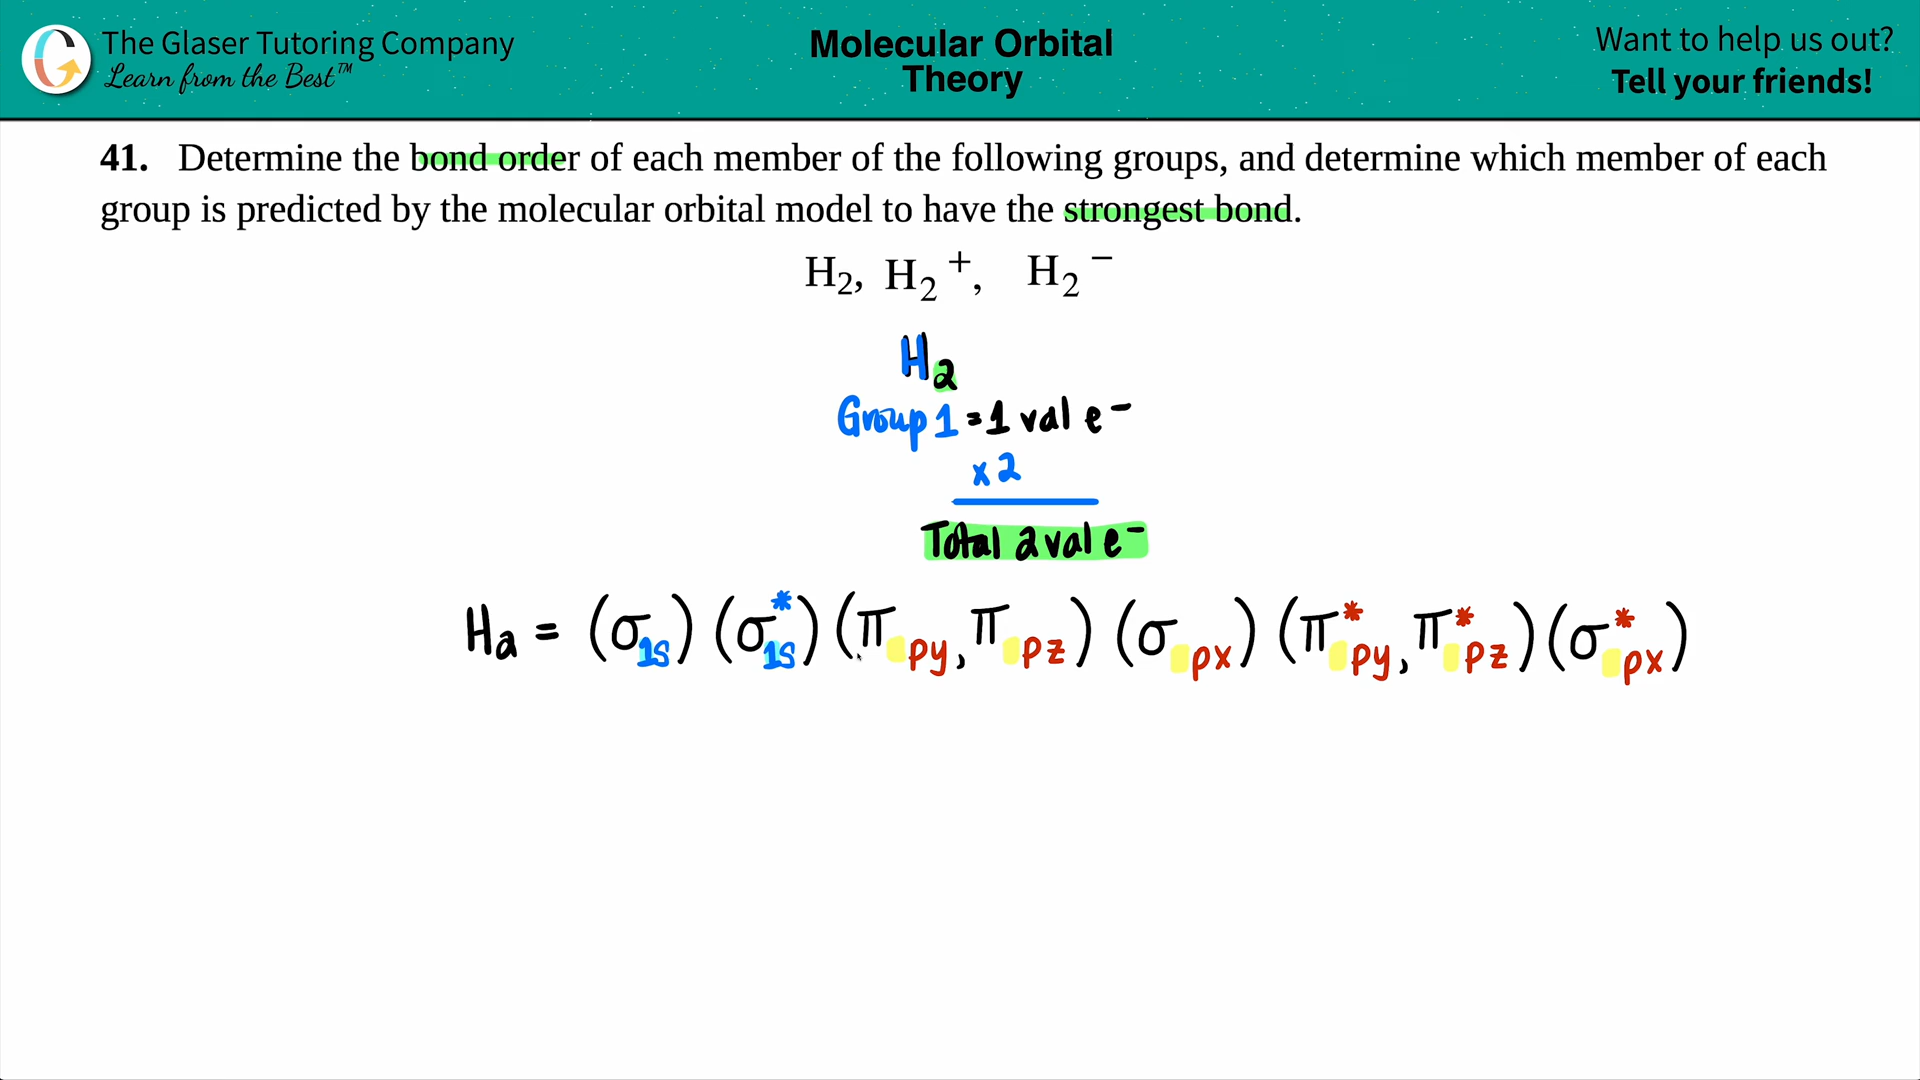 The Glaser Tutoring Company
Learn from the Best™
Molecular Orbital
Theory
Want to help us out?
Tell your friends!
41. Determine the bond order of each member of the following groups, and determine which member of each
group is predicted by the molecular orbital model to have the strongest bond.
H₂, H₂⁺, H₂⁻
H₂
Group 1 = 1 val e⁻
x 2
Total 2 val e⁻
H₂ = (σ1s) (σ*1s) (π py, π pz) (σ px) (π* py, π* pz) (σ* px)